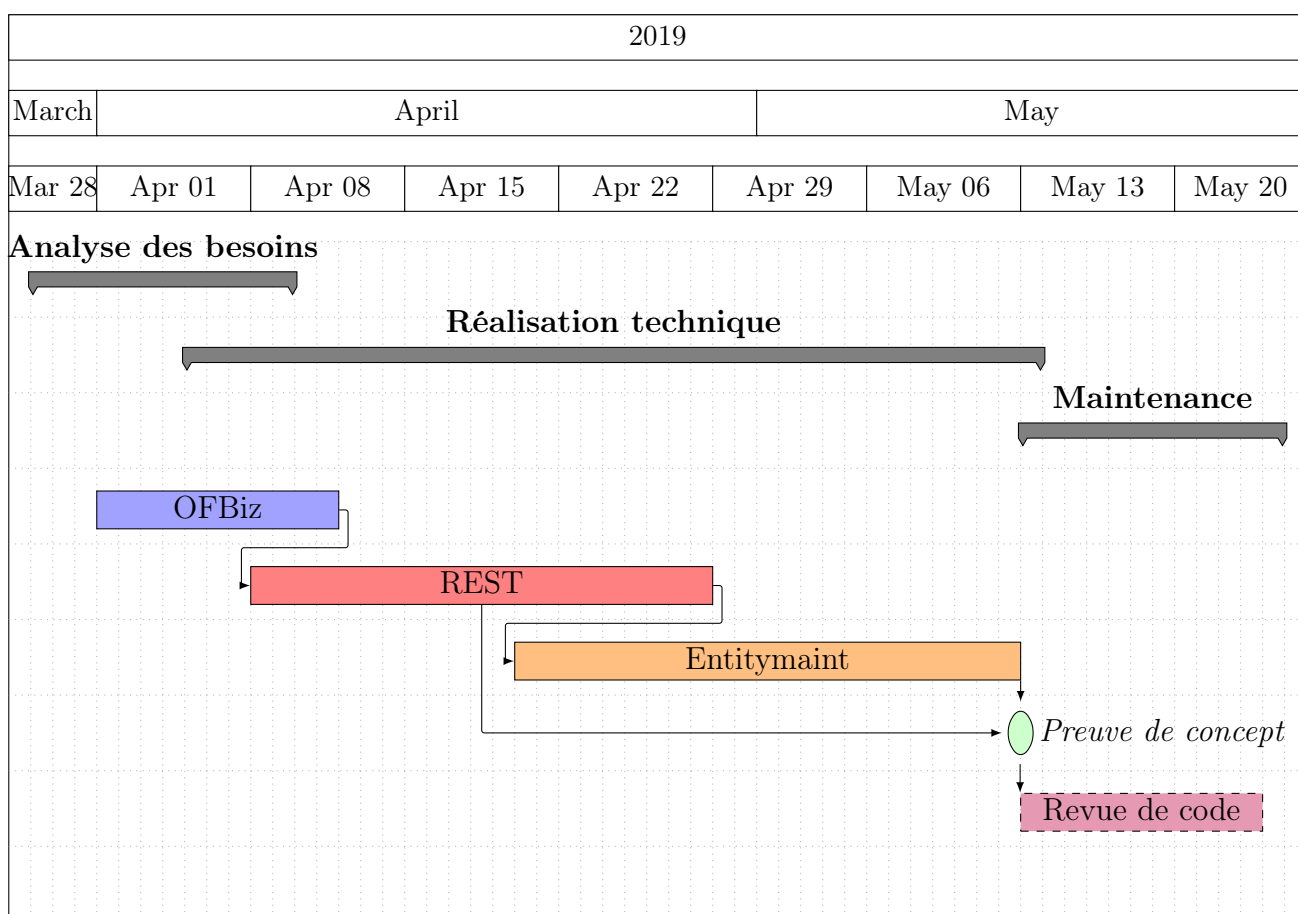 2019
March April May
Mar 28 Apr 01 Apr 08 Apr 15 Apr 22 Apr 29 May 06 May 13 May 20
Analyse des besoins
Réalisation technique
Maintenance
OFBiz
REST
Entitymaint
Preuve de concept
Revue de code